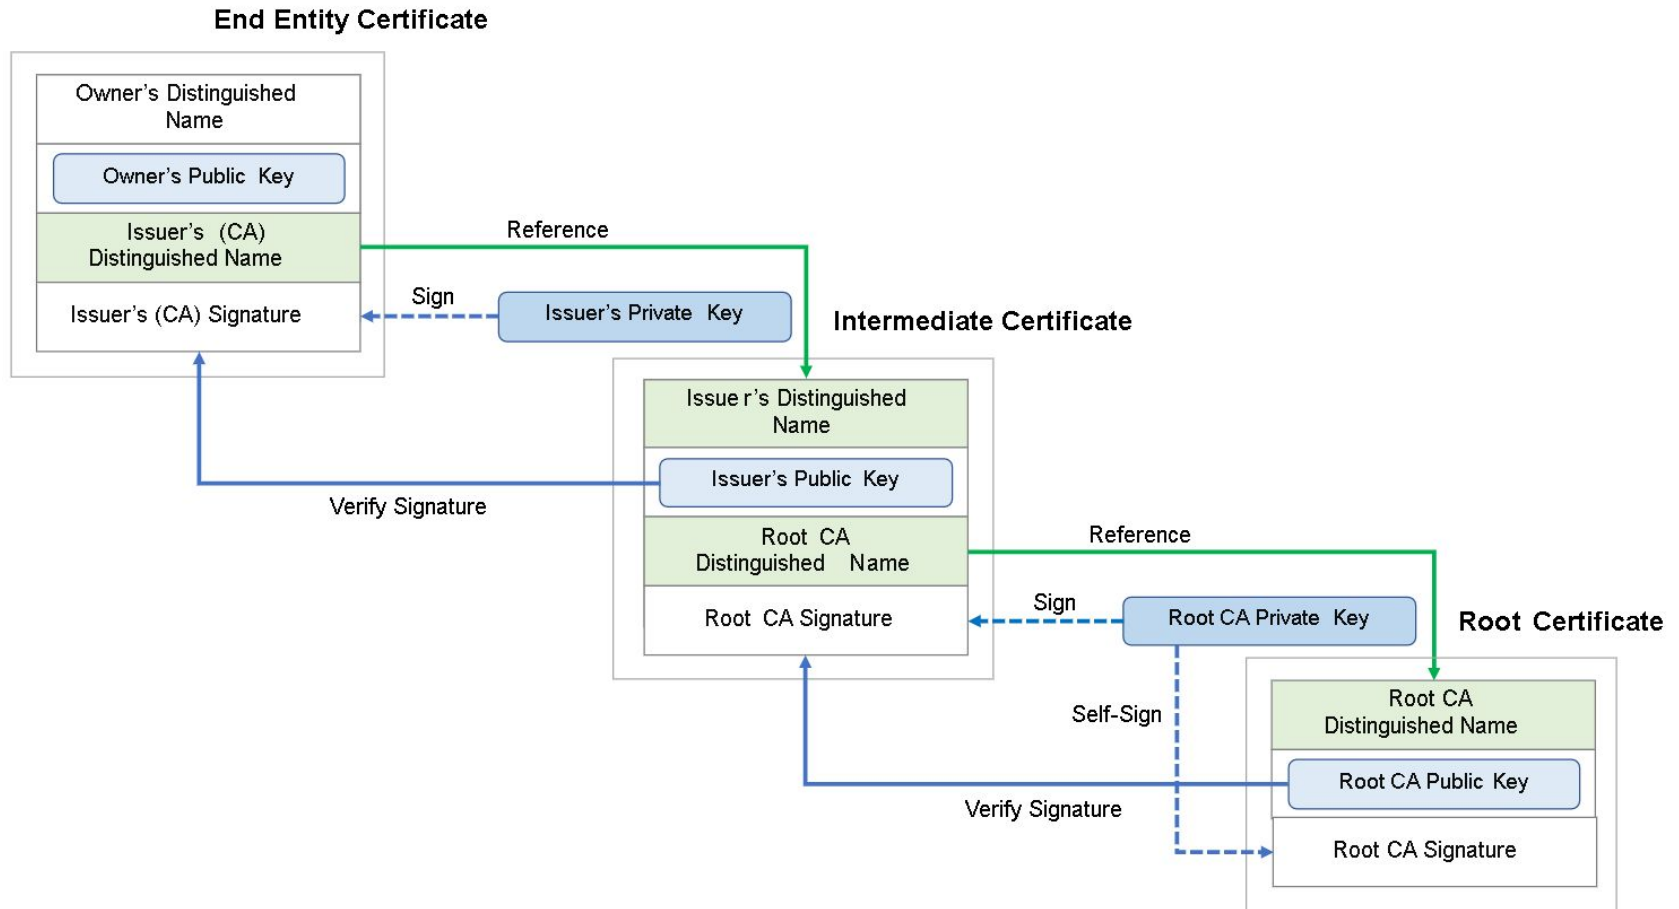 End Entity Certificate
Owner's Distinguished
Name
Owner's Public Key
Issuer's (CA)
Distinguished Name
Issuer's (CA) Signature
Reference
Sign
Issuer's Private Key
Verify Signature
Intermediate Certificate
Issuer's Distinguished
Name
Issuer's Public Key
Root CA
Distinguished Name
Root CA Signature
Reference
Sign
Root CA Private Key
Self-Sign
Verify Signature
Root Certificate
Root CA
Distinguished Name
Root CA Public Key
Root CA Signature